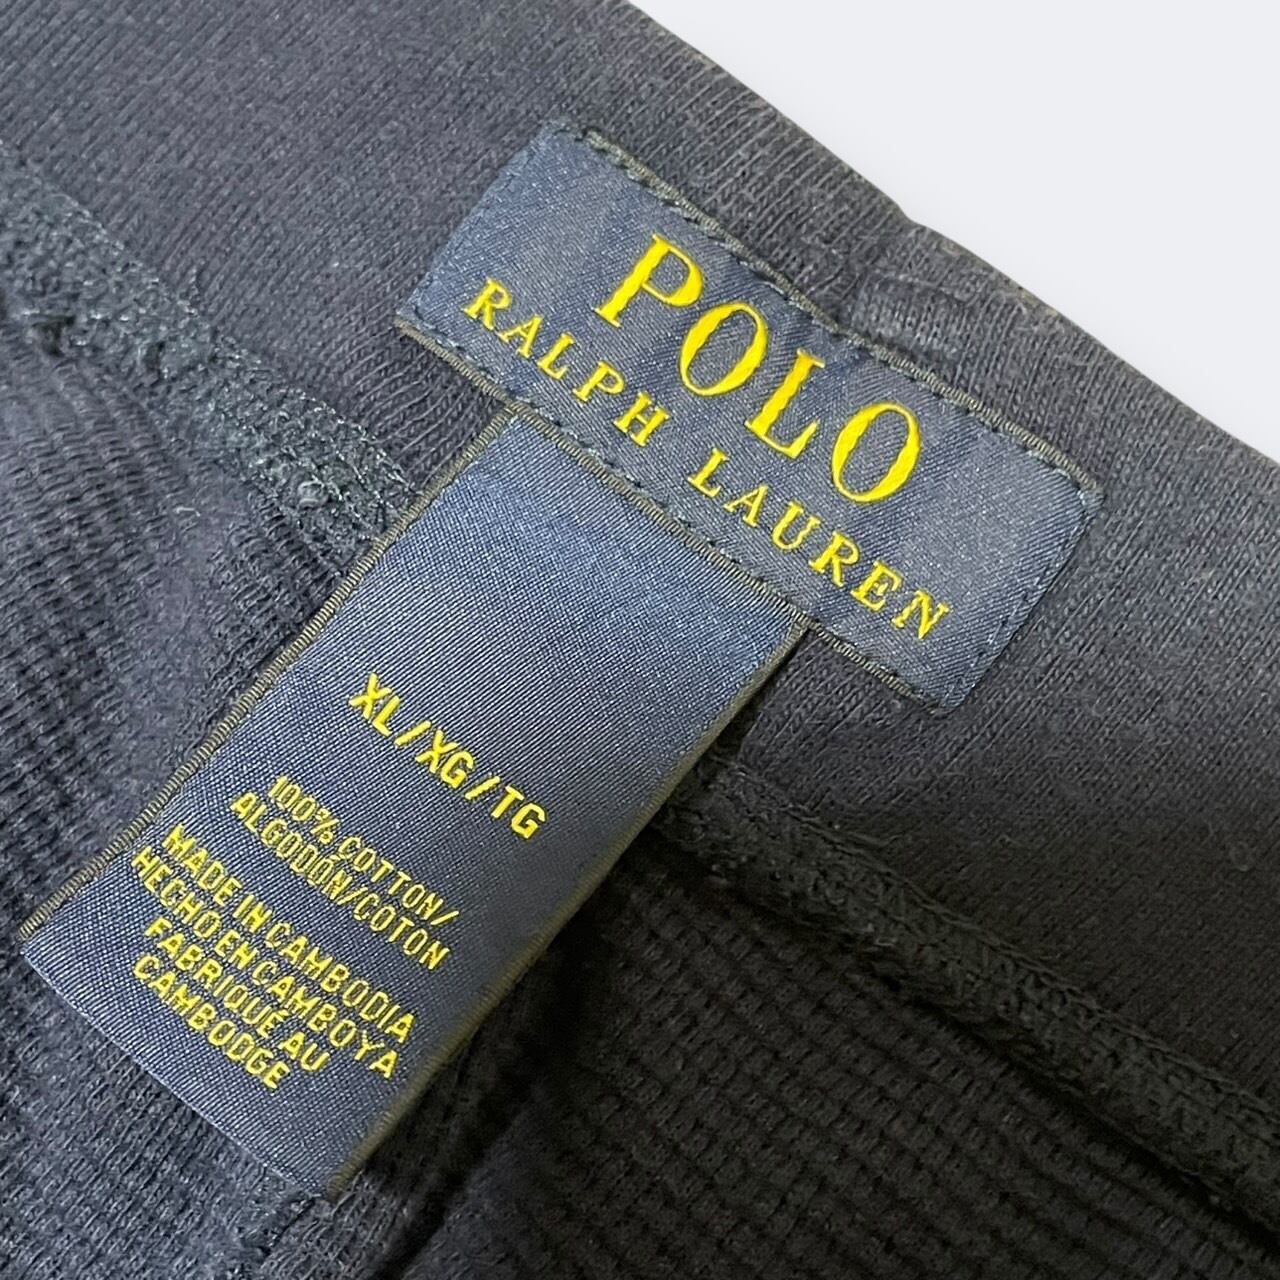 POLO
RALPH LAUREN
XL/XG/TG
100% COTTON/
ALGODÓN/COTON
MADE IN CAMBODIA
HECHO EN CAMBOYA
FABRIQUÉ AU
CAMBODGE